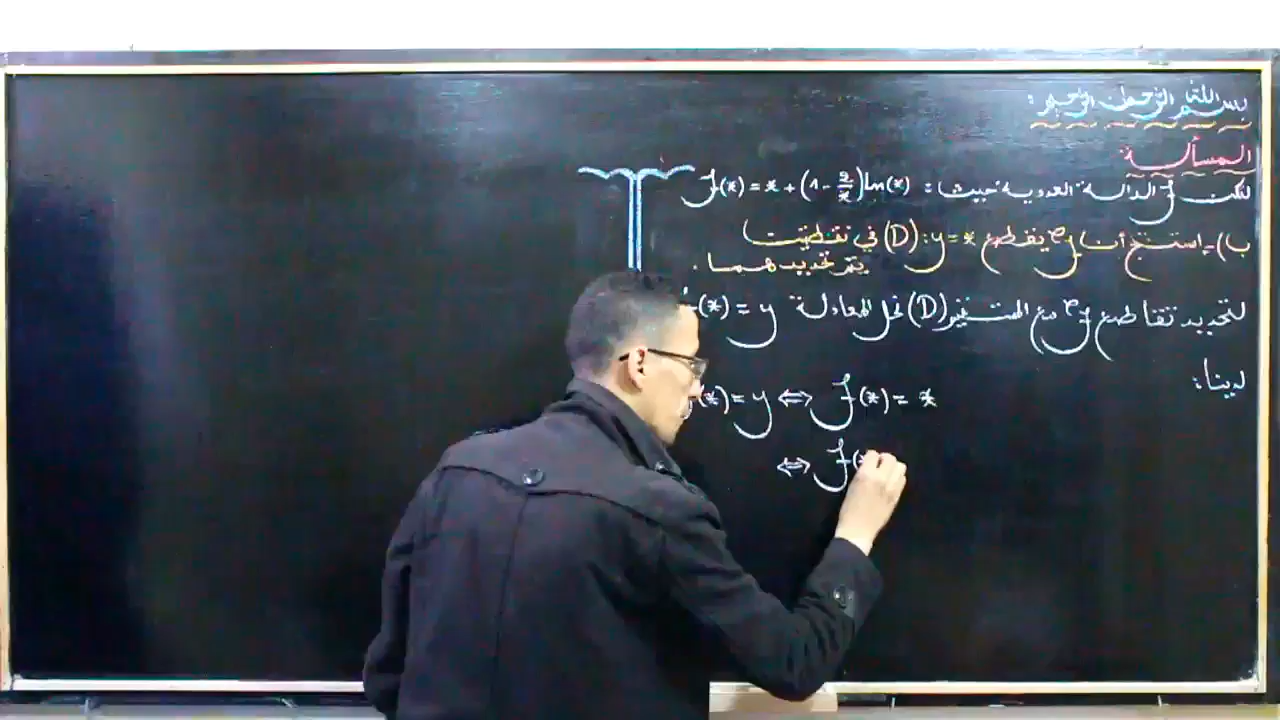 بسم الله الرحمن الرحيم:
المسألة:
لتكن f الدالة العددية حيث: f(x) = x + (1 - 2/x) ln(x)
ب)- إستنتج أن 𝒞f يقطع (D): y = x في نقطتين
يتم تحديدهما.
لتحديد تقاطع 𝒞f مع المستقيم (D) نحل المعادلة f(x) = y
لدينا:
(x) = y ⇔ f(x) = x
⇔ f(